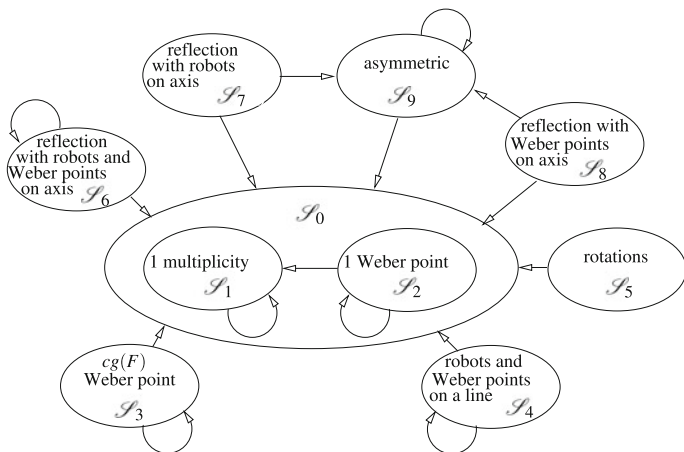 reflection
with robots
on axis
𝒮7
asymmetric
𝒮9
reflection
with robots and
Weber points
on axis
𝒮6
reflection with
Weber points
on axis
𝒮8
𝒮0
1 multiplicity
𝒮1
1 Weber point
𝒮2
rotations
𝒮5
cg(F)
Weber point
𝒮3
robots and
Weber points
on a line
𝒮4